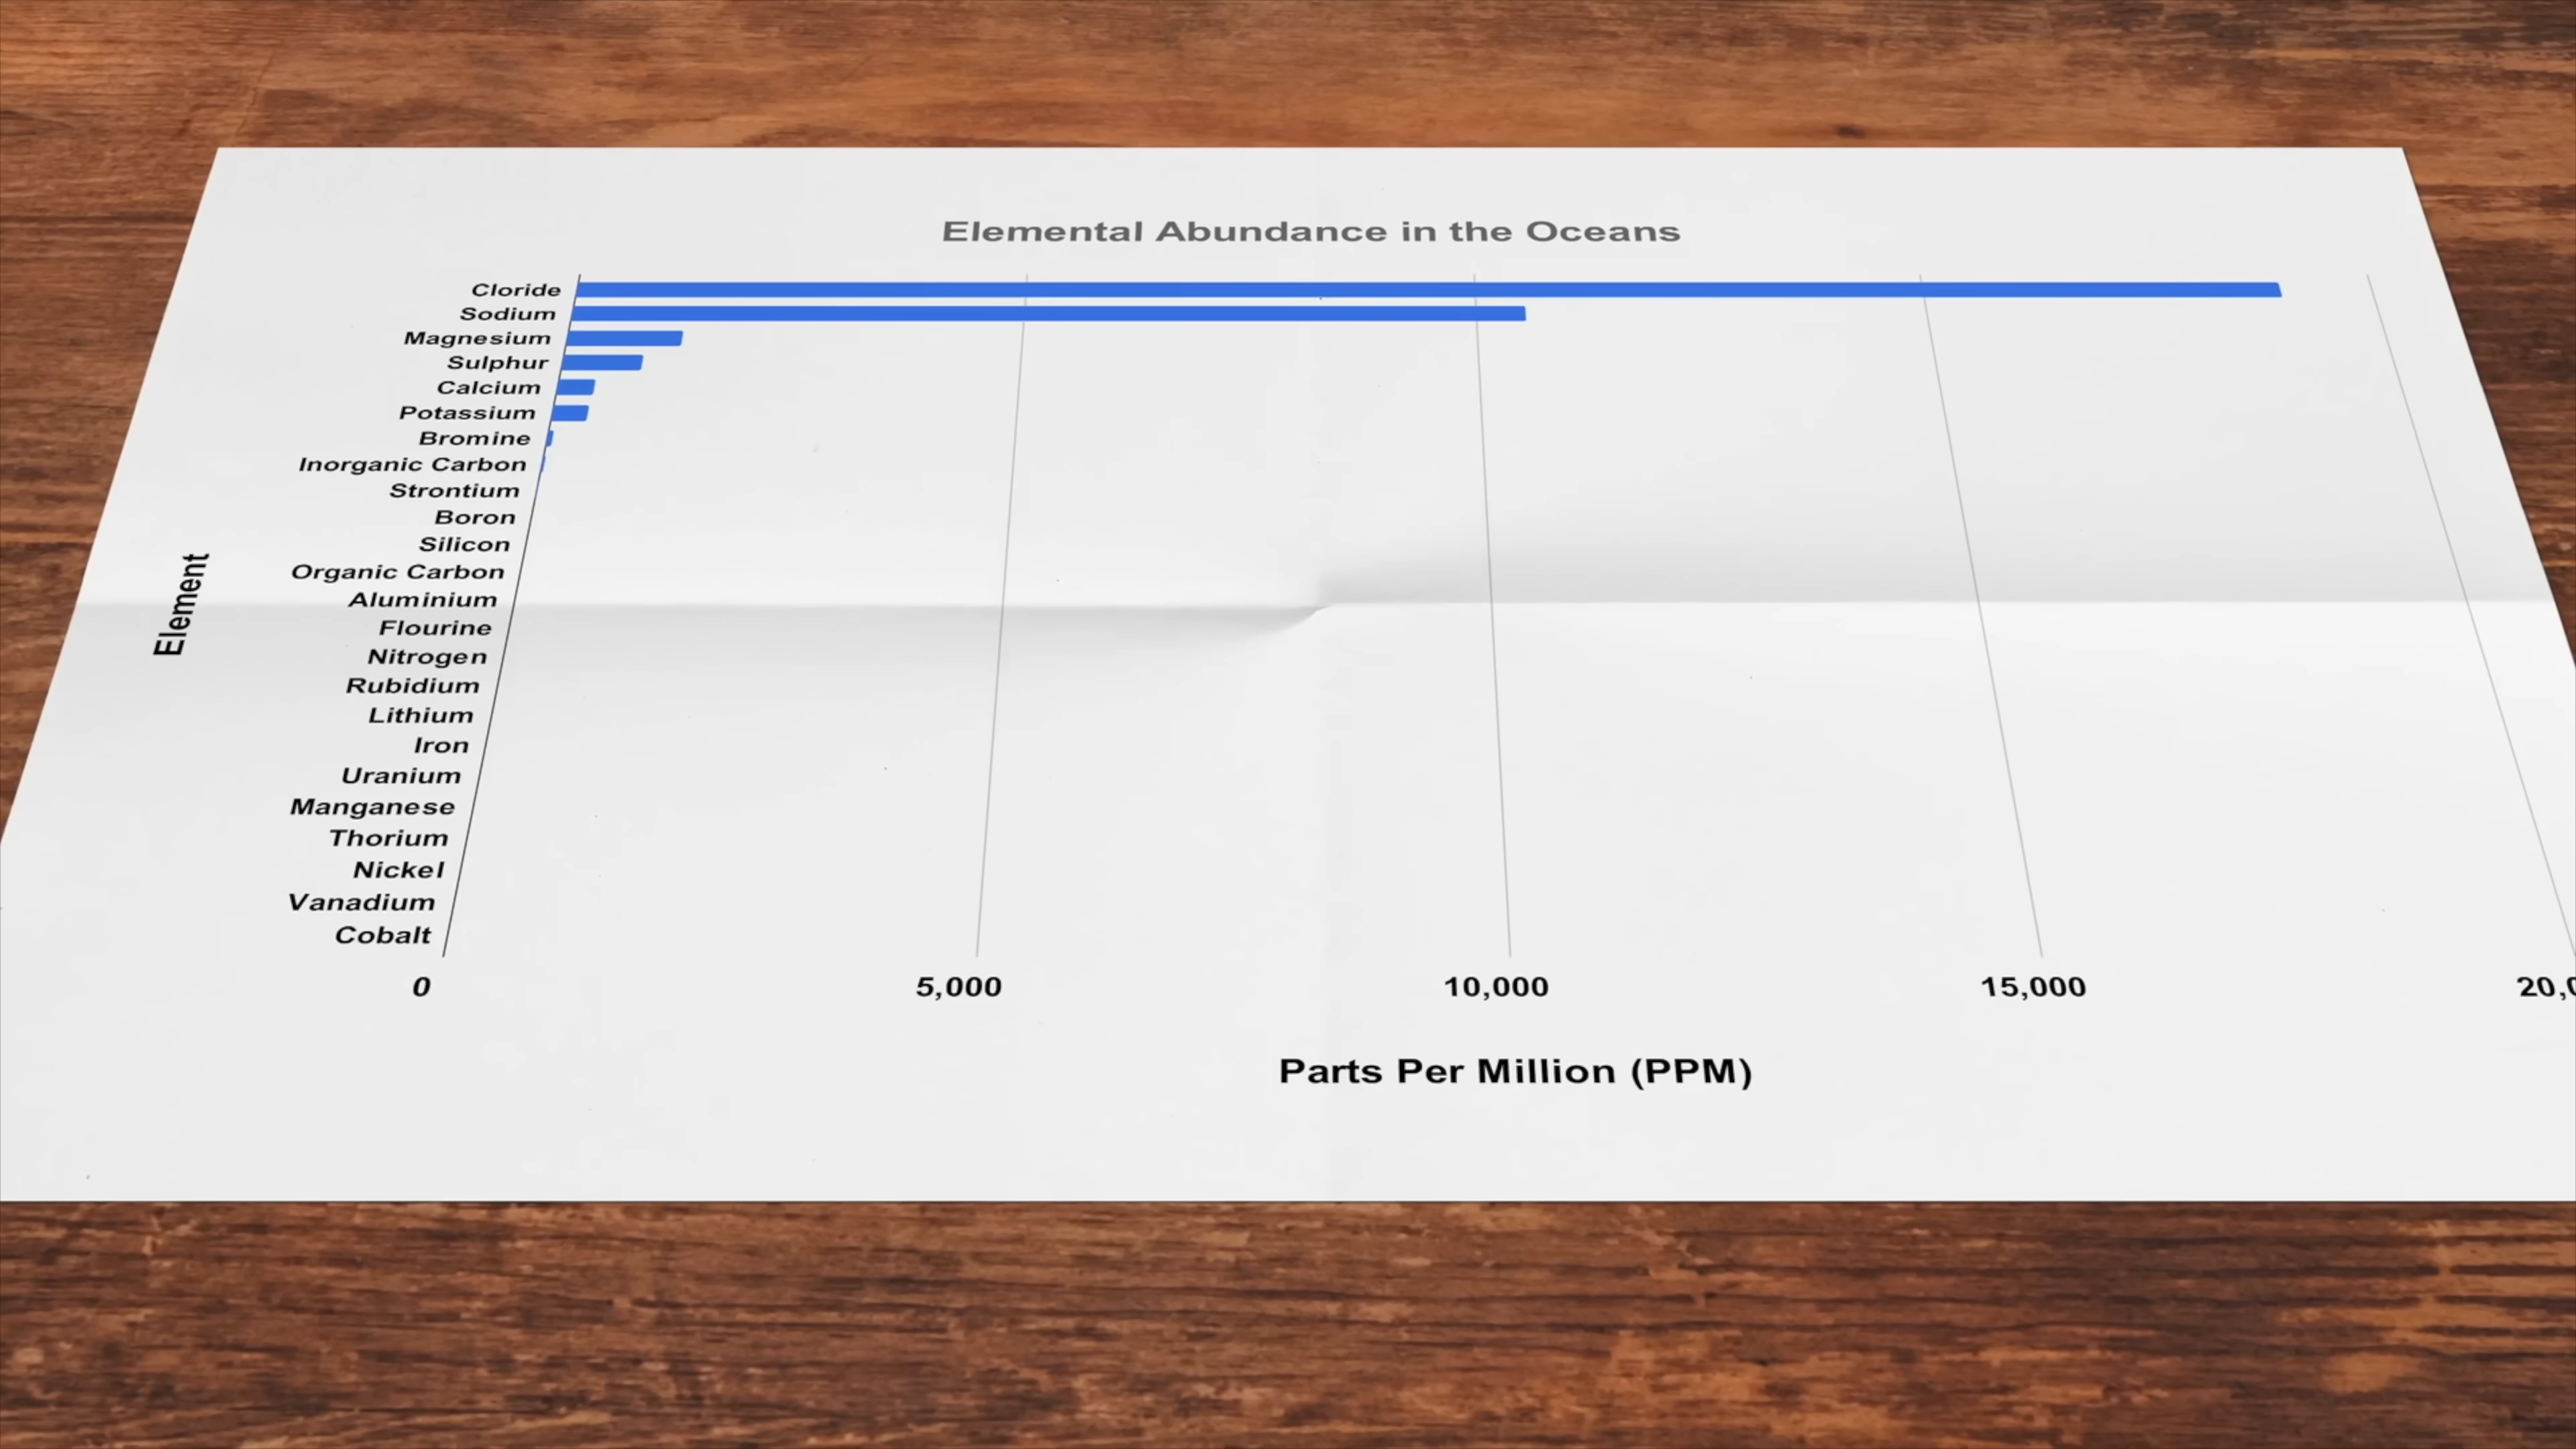 Elemental Abundance in the Oceans
Cloride
Sodium
Magnesium
Sulphur
Calcium
Potassium
Bromine
Inorganic Carbon
Strontium
Boron
Silicon
Organic Carbon
Aluminium
Flourine
Nitrogen
Rubidium
Lithium
Iron
Uranium
Manganese
Thorium
Nickel
Vanadium
Cobalt
Element
0 5,000 10,000 15,000
Parts Per Million (PPM)